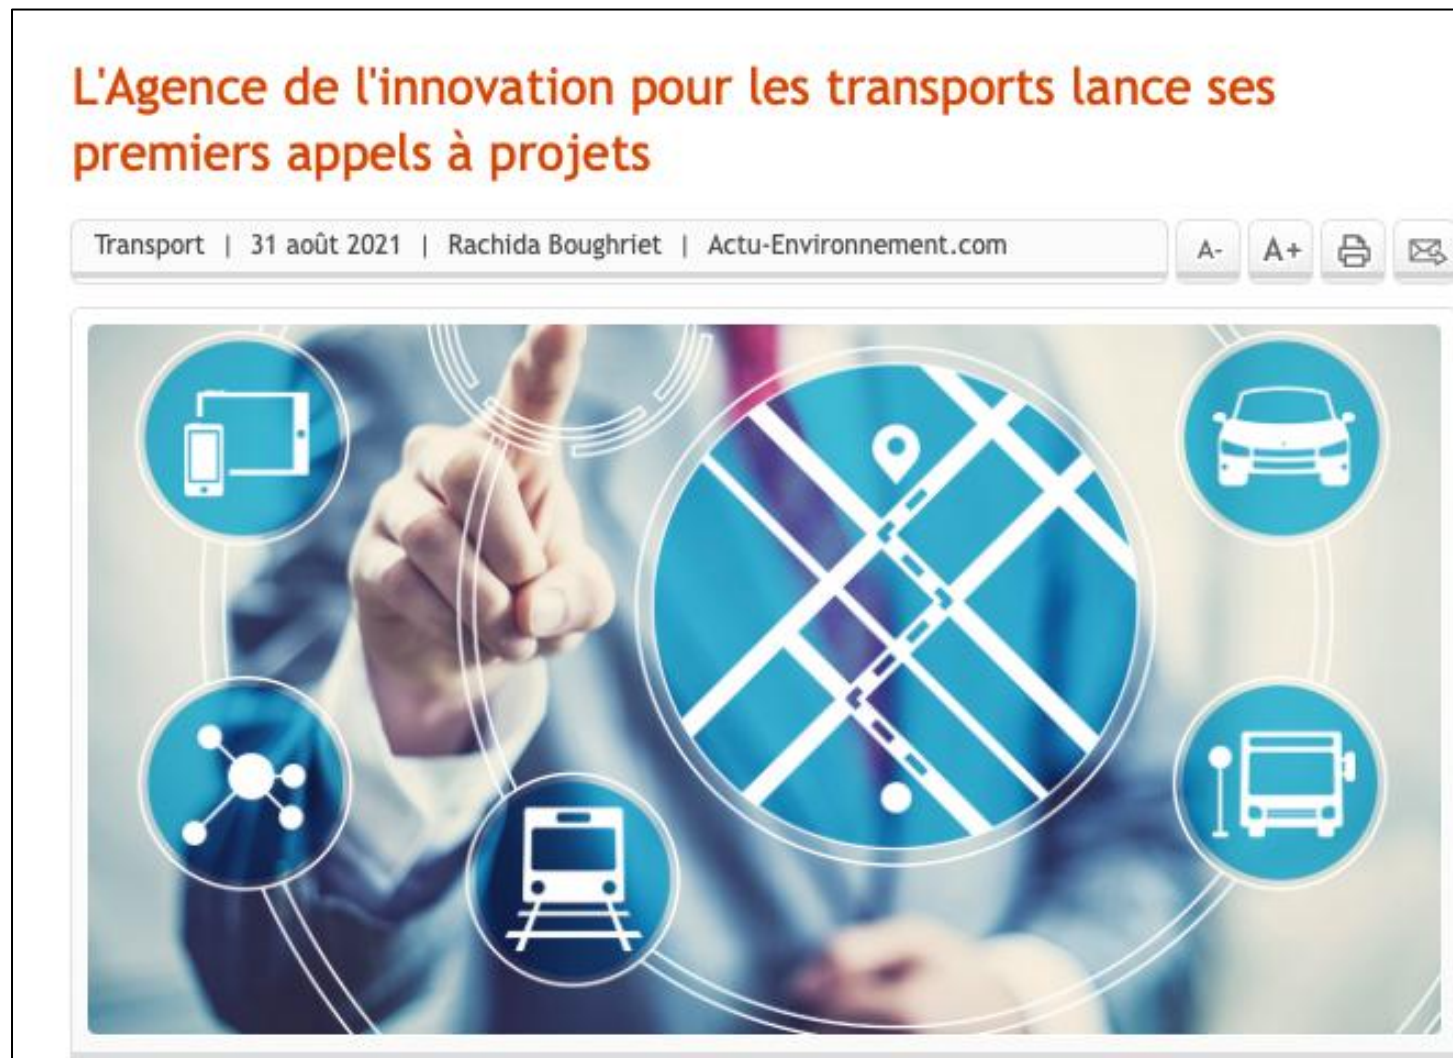 L'Agence de l'innovation pour les transports lance ses
premiers appels à projets
Transport | 31 août 2021 | Rachida Boughriet | Actu-Environnement.com
A-
A+